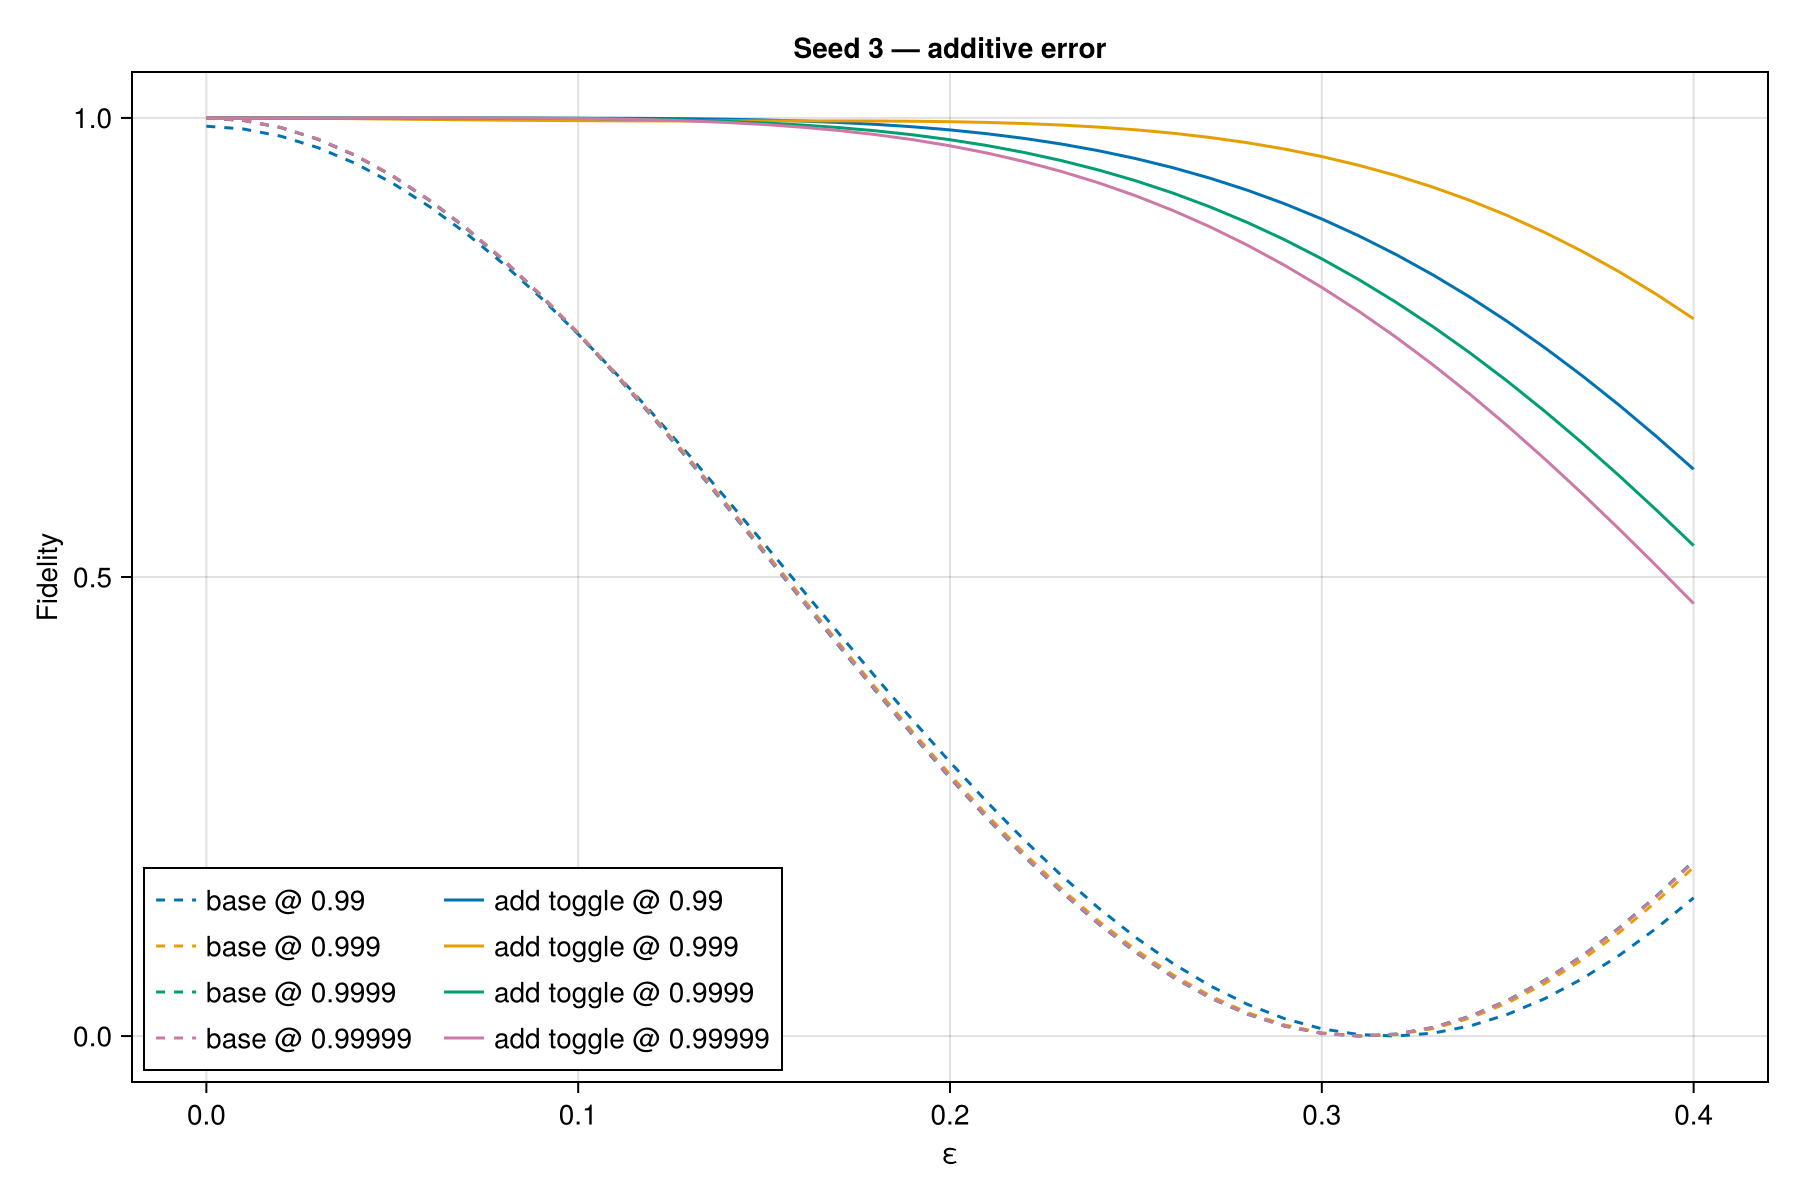 Seed 3 — additive error
Fidelity
1.0
0.5
0.0
base @ 0.99
add toggle @ 0.99
base @ 0.999
add toggle @ 0.999
base @ 0.9999
add toggle @ 0.9999
base @ 0.99999
add toggle @ 0.99999
0.0
0.1
0.2
0.3
0.4
ε